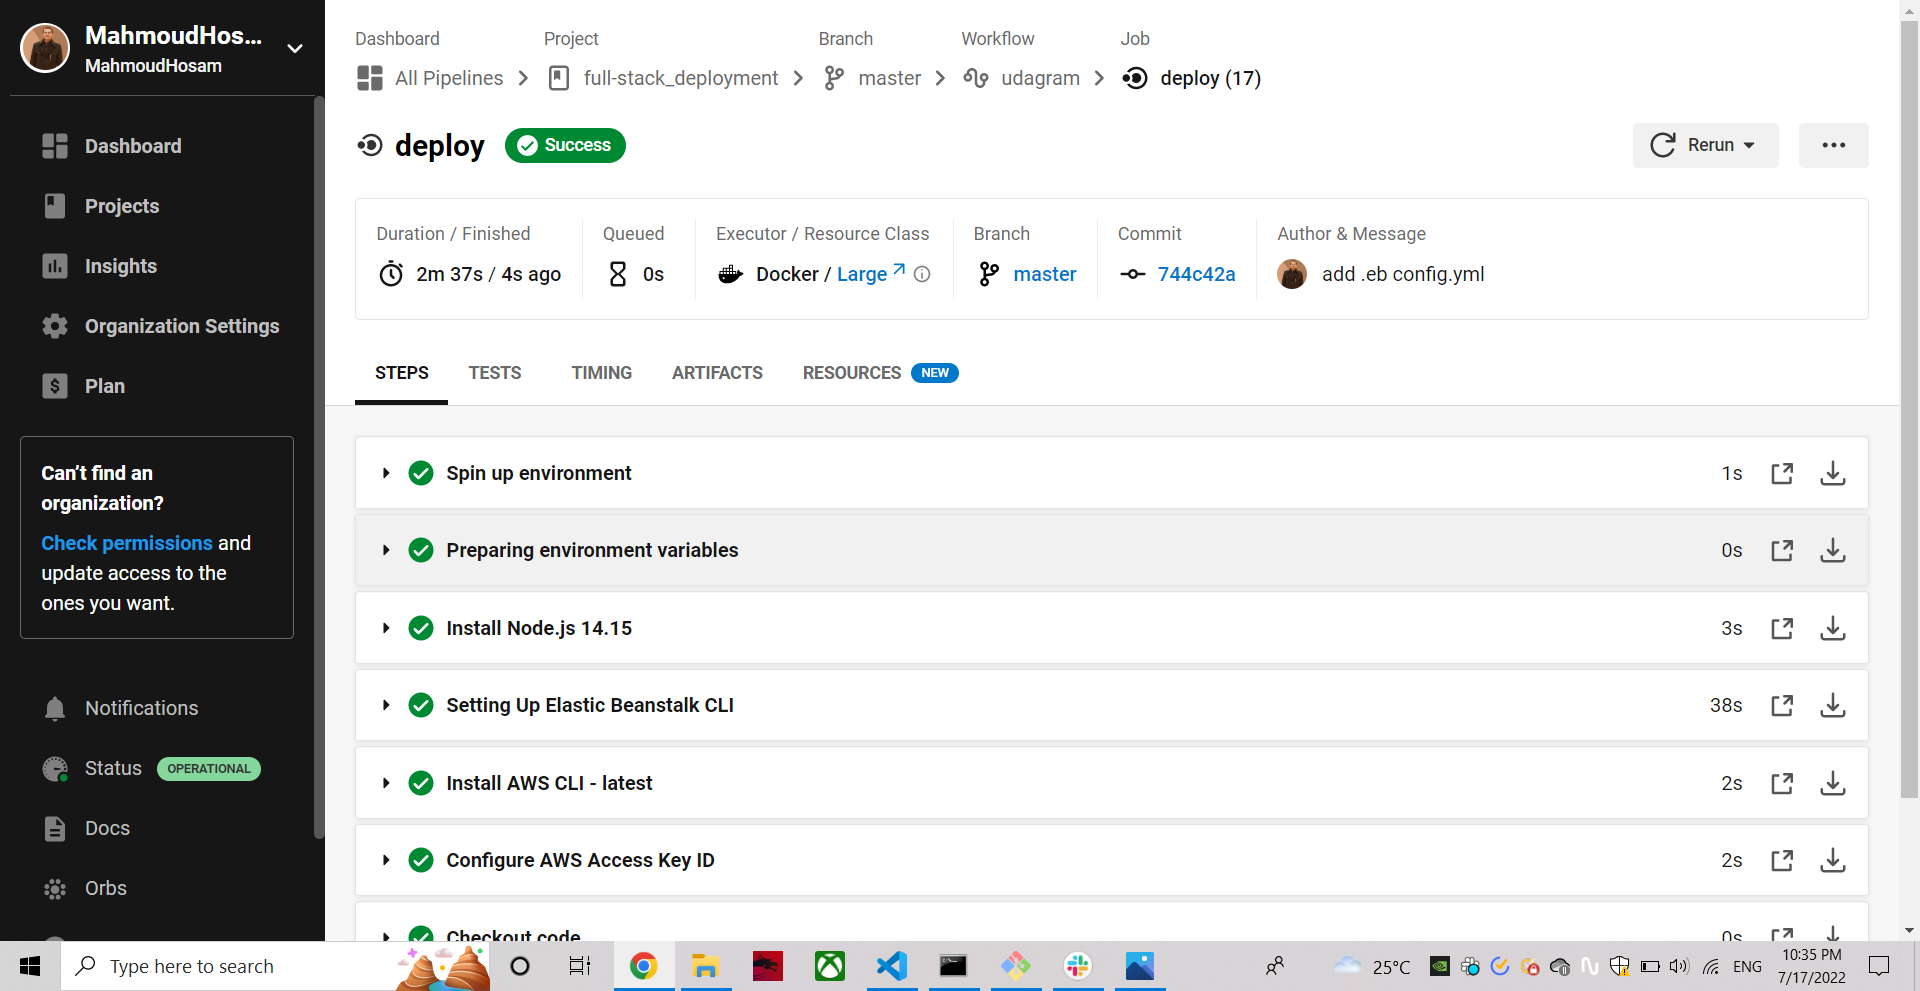 MahmoudHos...
MahmoudHosam
Dashboard
Projects
Insights
Organization Settings
Plan
Can't find an
organization?
Check permissions and
update access to the
ones you want.
Notifications
Status OPERATIONAL
Docs
Orbs
Dashboard Project Branch Workflow Job
All Pipelines full-stack_deployment master udagram deploy (17)
deploy Success Rerun
Duration / Finished Queued Executor / Resource Class Branch Commit Author & Message
2m 37s / 4s ago 0s Docker / Large master 744c42a add .eb config.yml
STEPS TESTS TIMING ARTIFACTS RESOURCES NEW
Spin up environment 1s
Preparing environment variables 0s
Install Node.js 14.15 3s
Setting Up Elastic Beanstalk CLI 38s
Install AWS CLI - latest 2s
Configure AWS Access Key ID 2s
Checkout code 0s
Type here to search 25°C ENG 10:35 PM
7/17/2022